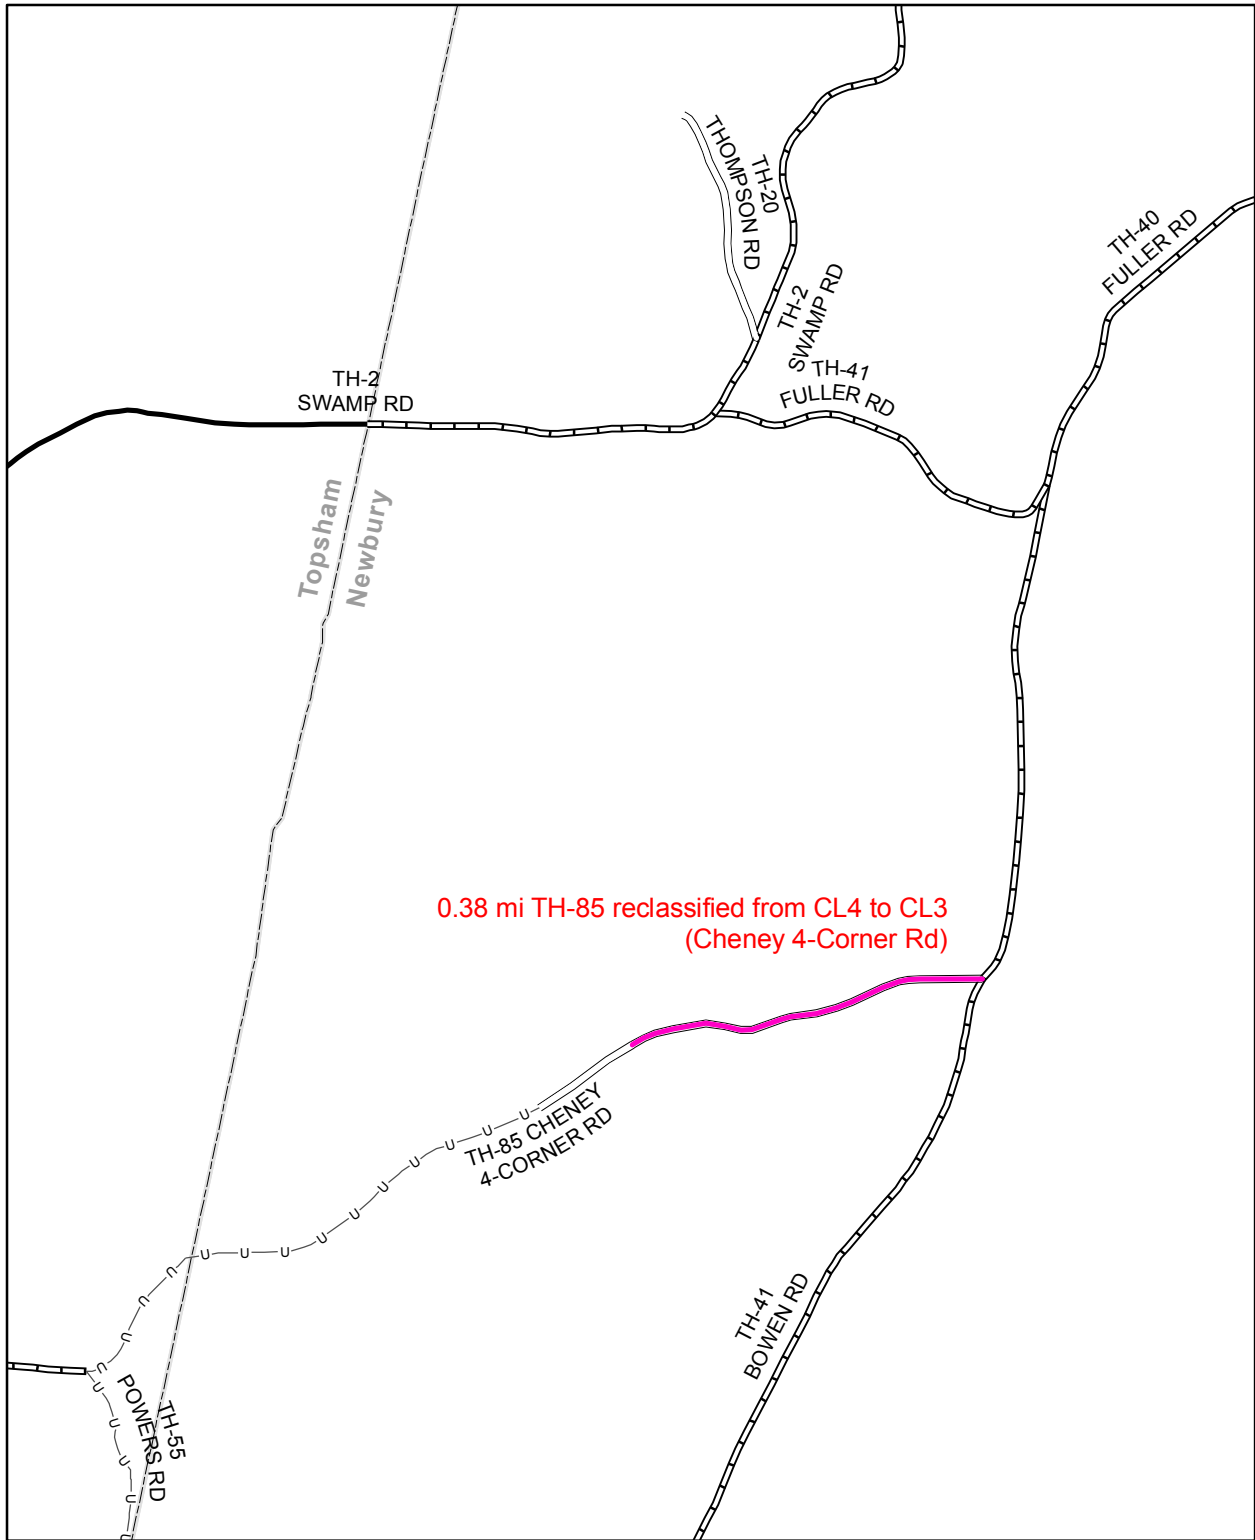 TH-20
THOMPSON RD
TH-40
FULLER RD
TH-2
SWAMP RD
TH-41
FULLER RD
TH-2
SWAMP RD
Topsham
Newbury
0.38 mi TH-85 reclassified from CL4 to CL3
(Cheney 4-Corner Rd)
TH-85 CHENEY
4-CORNER RD
U U U U U U U U U U U U U U U U U U U U
TH-41
BOWEN RD
TH-55
POWERS RD